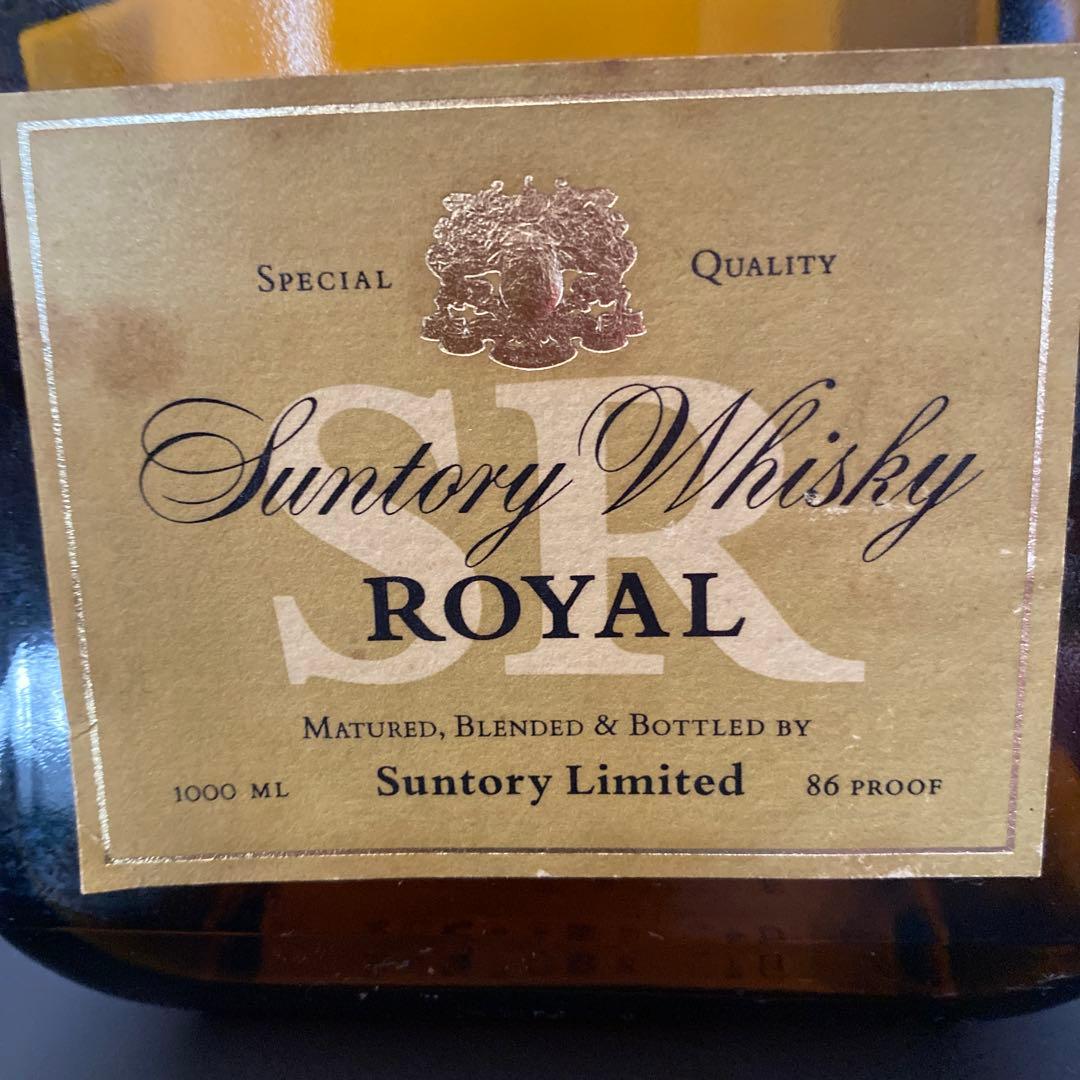 SPECIAL QUALITY
SR
Suntory Whisky
ROYAL
MATURED, BLENDED & BOTTLED BY
1000 ML Suntory Limited 86 PROOF